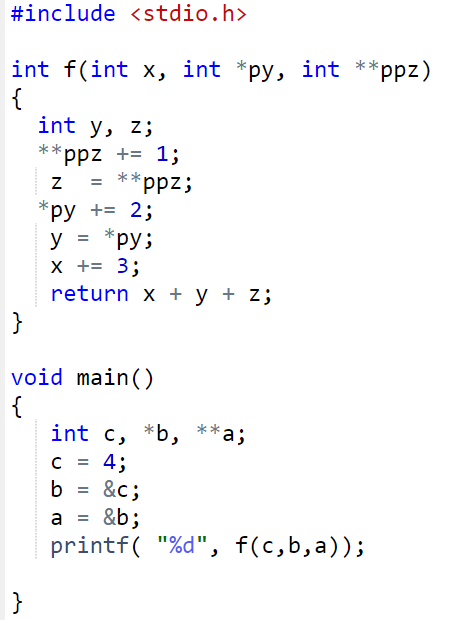 #include <stdio.h>

int f(int x, int *py, int **ppz)
{
  int y, z;
  **ppz += 1;
   z  = **ppz;
  *py += 2;
   y = *py;
   x += 3;
   return x + y + z;
}

void main()
{
   int c, *b, **a;
   c = 4;
   b = &c;
   a = &b;
   printf( "%d", f(c,b,a));

}